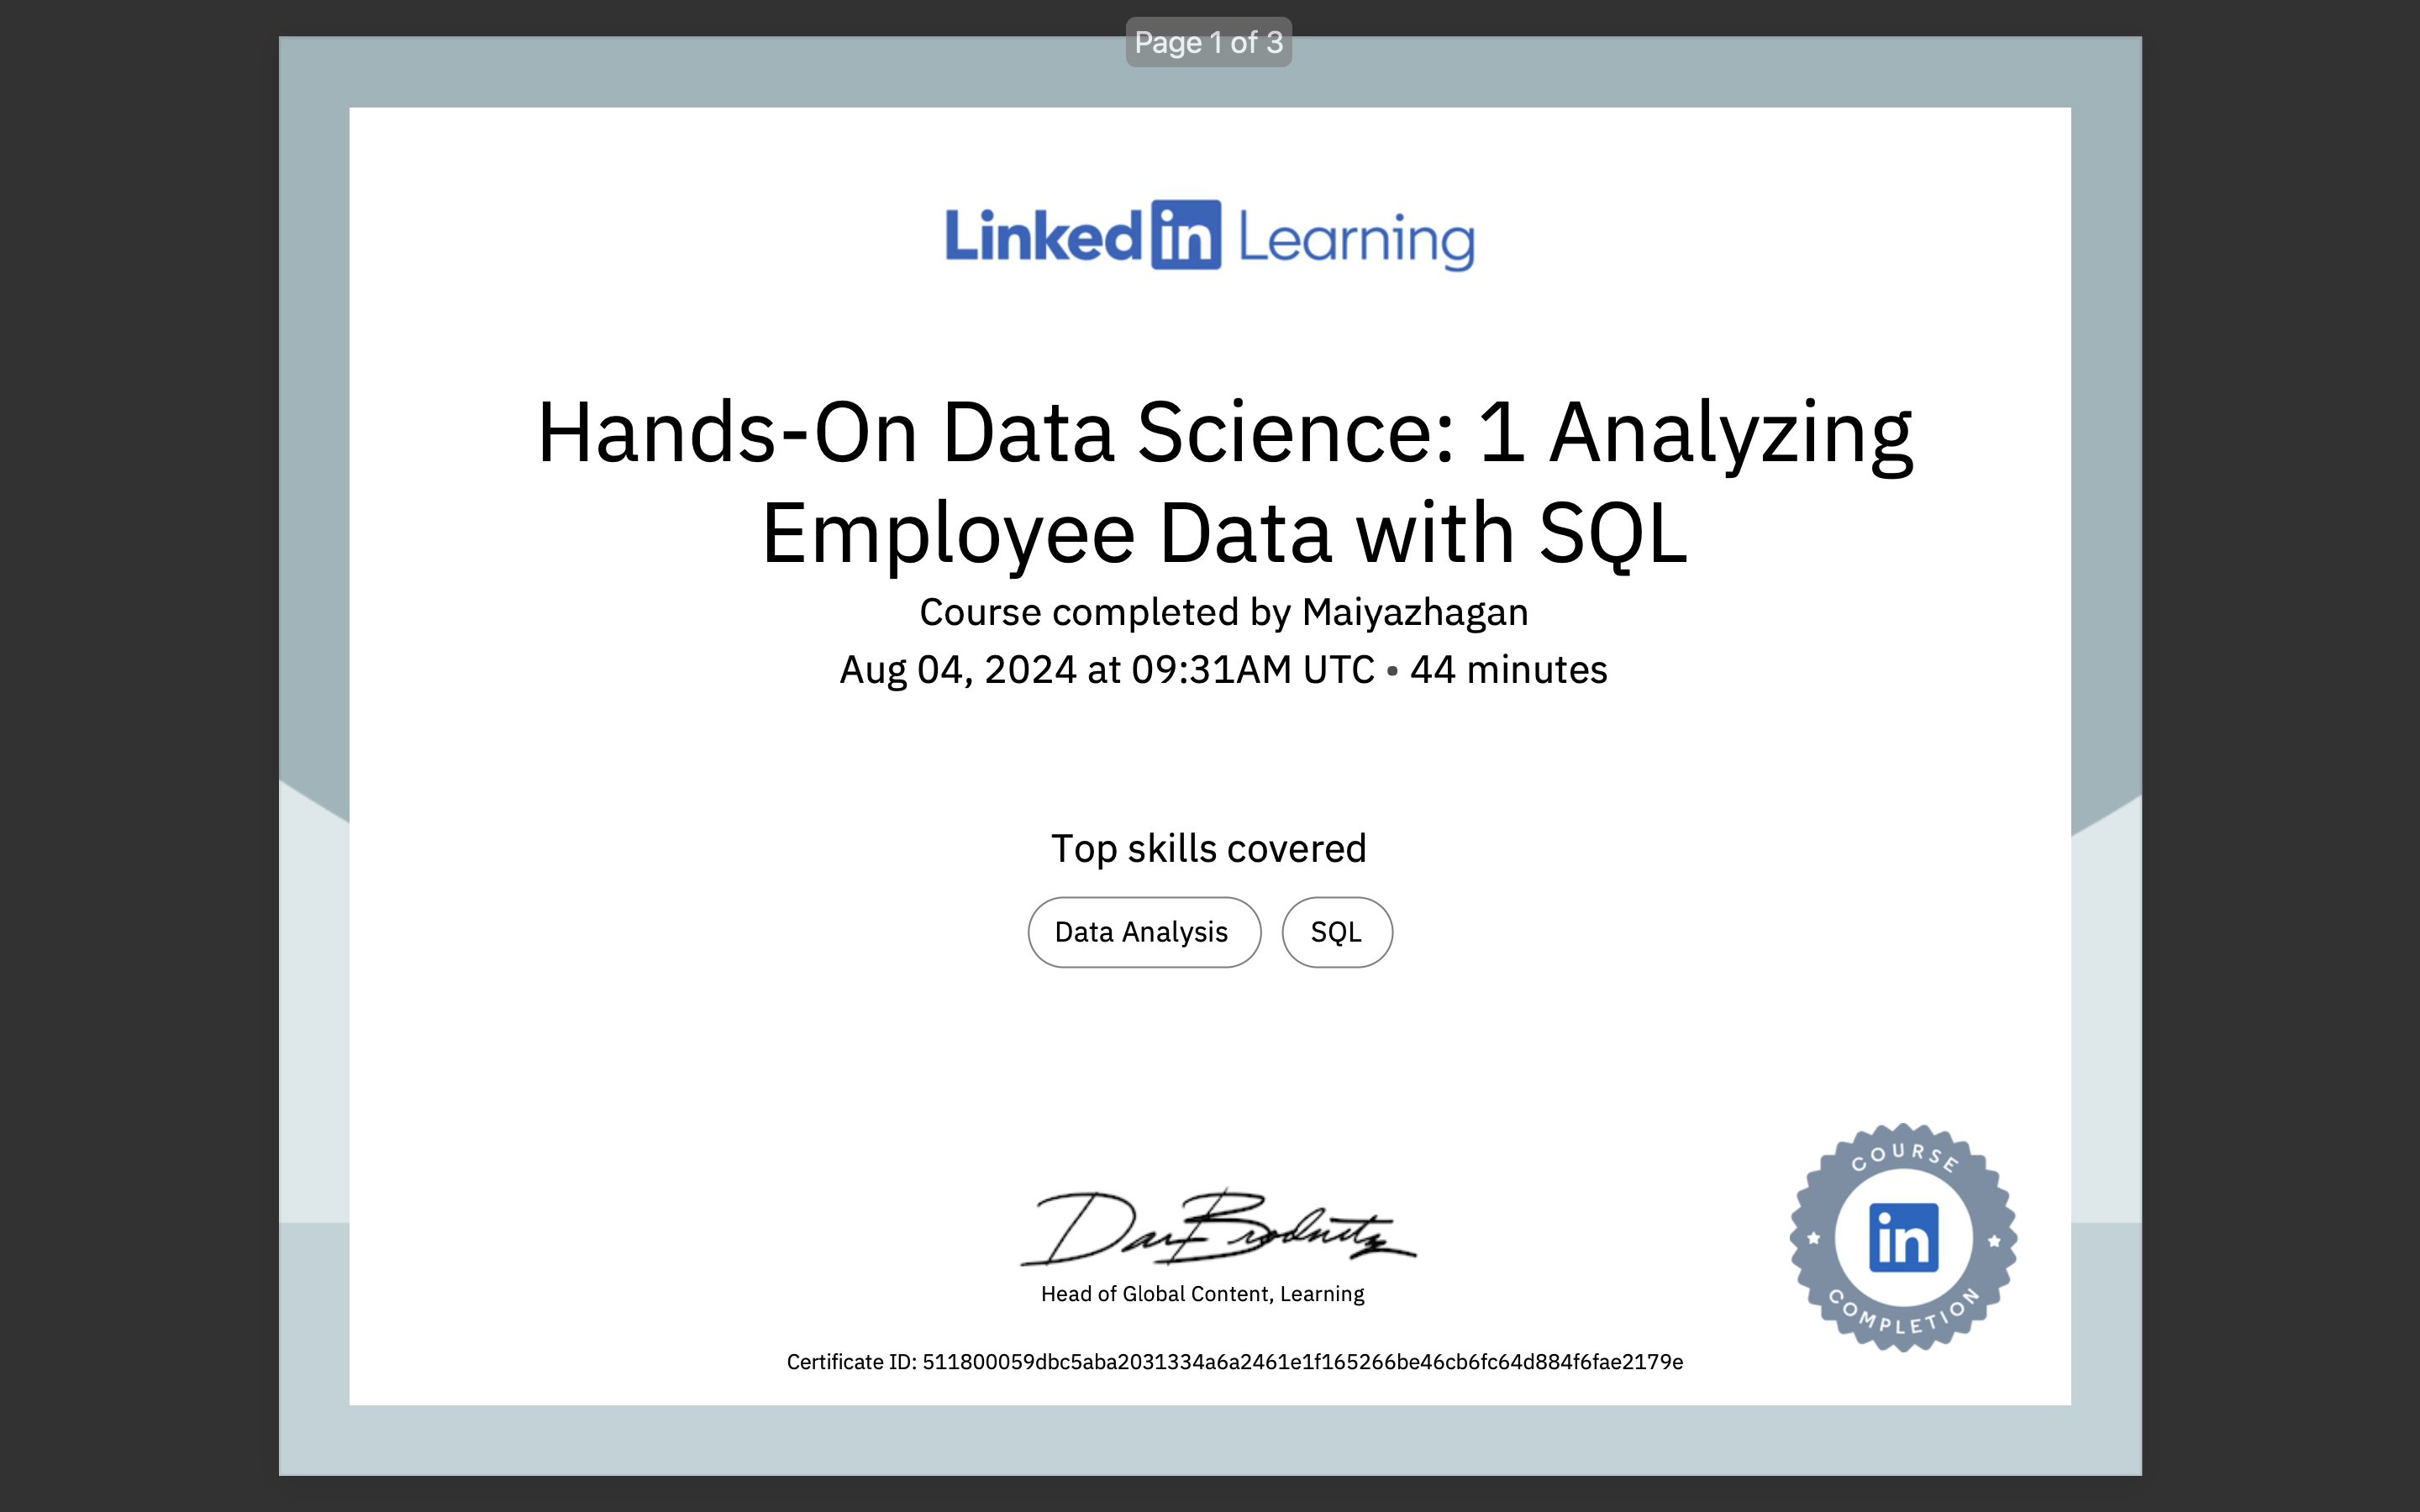 Page 1 of 3
Linked in Learning
Hands-On Data Science: 1 Analyzing
Employee Data with SQL
Course completed by Maiyazhagan
Aug 04, 2024 at 09:31AM UTC • 44 minutes
Top skills covered
Data Analysis
SQL
Dan Brodnitz
Head of Global Content, Learning
COURSE
in
COMPLETION
Certificate ID: 511800059dbc5aba2031334a6a2461e1f165266be46cb6fc64d884f6fae2179e